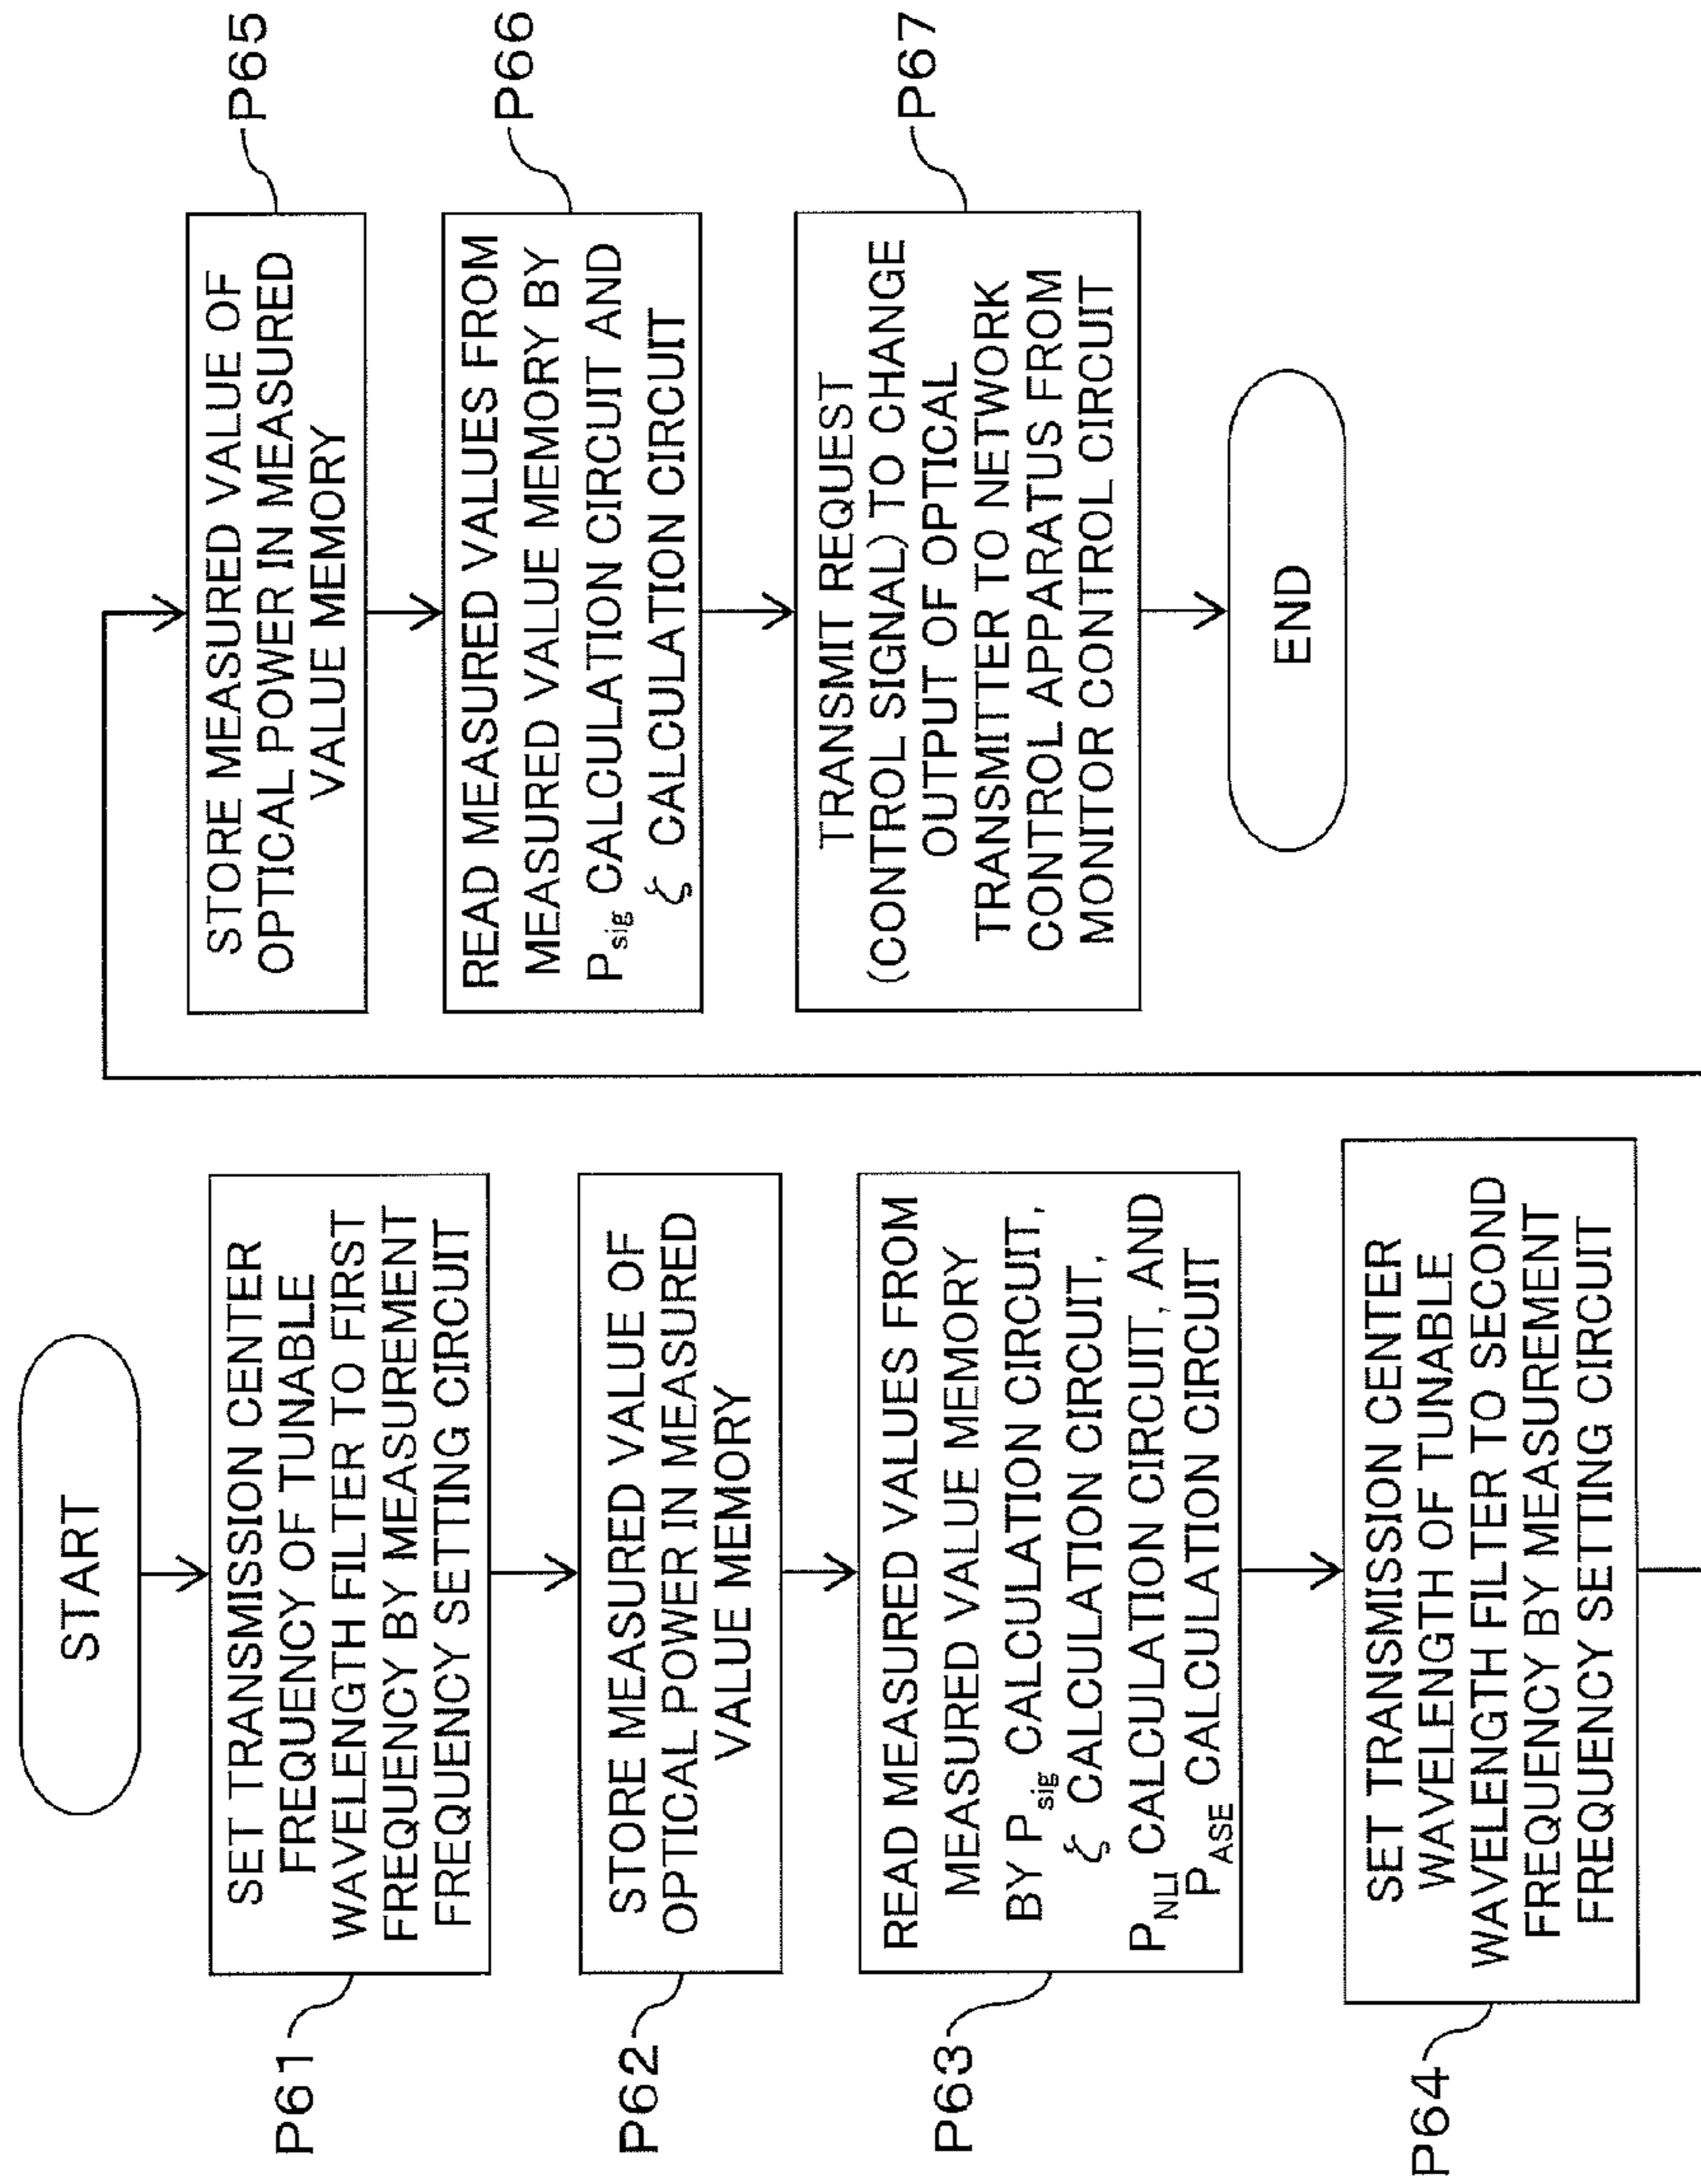 START
P61
SET TRANSMISSION CENTER
FREQUENCY OF TUNABLE
WAVELENGTH FILTER TO FIRST
FREQUENCY BY MEASUREMENT
FREQUENCY SETTING CIRCUIT
P62
STORE MEASURED VALUE OF
OPTICAL POWER IN MEASURED
VALUE MEMORY
P63
READ MEASURED VALUES FROM
MEASURED VALUE MEMORY
BY P sig CALCULATION CIRCUIT,
ξ CALCULATION CIRCUIT,
P NLI CALCULATION CIRCUIT, AND
P ASE CALCULATION CIRCUIT
P64
SET TRANSMISSION CENTER
WAVELENGTH OF TUNABLE
WAVELENGTH FILTER TO SECOND
FREQUENCY BY MEASUREMENT
FREQUENCY SETTING CIRCUIT
P65
STORE MEASURED VALUE OF
OPTICAL POWER IN MEASURED
VALUE MEMORY
P66
READ MEASURED VALUES FROM
MEASURED VALUE MEMORY BY
P sig CALCULATION CIRCUIT AND
ξ CALCULATION CIRCUIT
P67
TRANSMIT REQUEST
(CONTROL SIGNAL) TO CHANGE
OUTPUT OF OPTICAL
TRANSMITTER TO NETWORK
CONTROL APPARATUS FROM
MONITOR CONTROL CIRCUIT
END